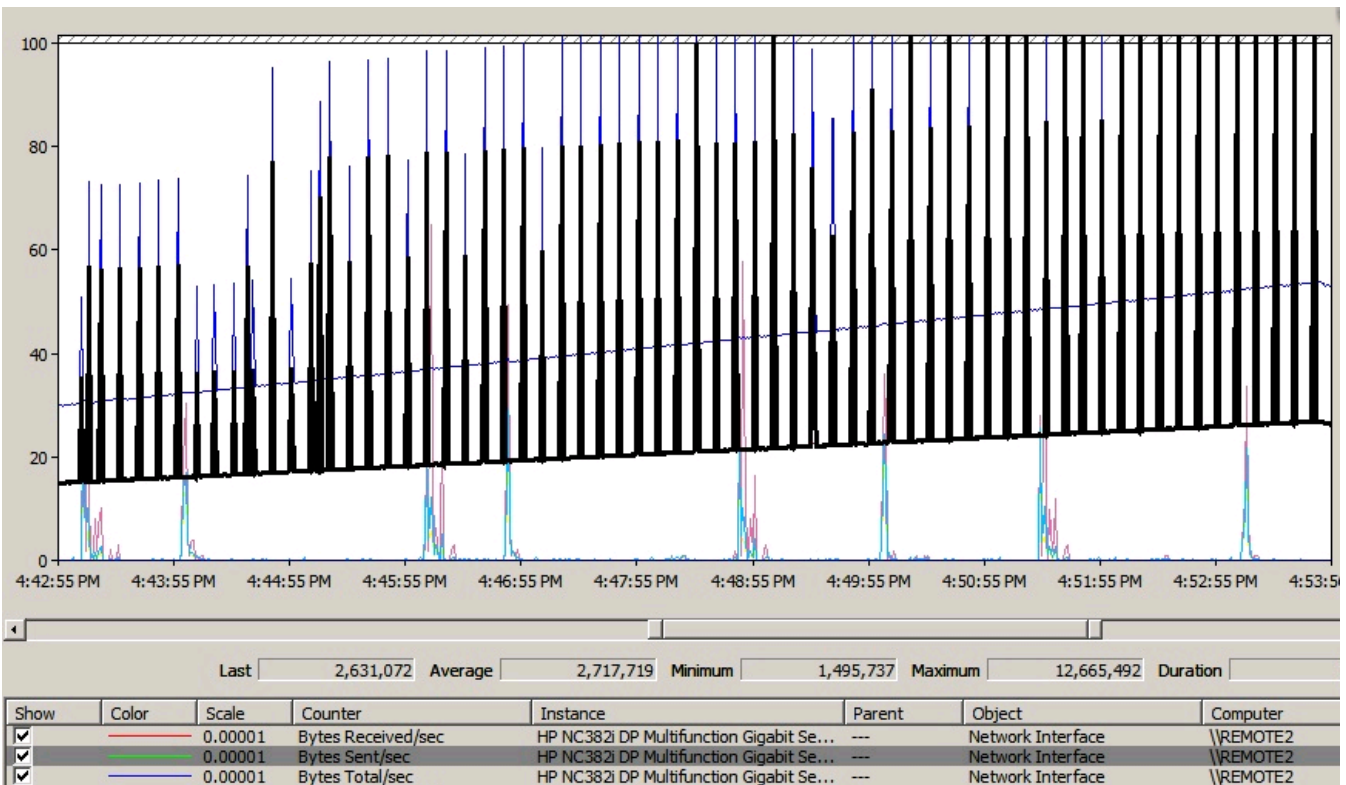 100
80
60
40
20
0
4:42:55 PM 4:43:55 PM 4:44:55 PM 4:45:55 PM 4:46:55 PM 4:47:55 PM 4:48:55 PM 4:49:55 PM 4:50:55 PM 4:51:55 PM 4:52:55 PM 4:53:5
Last 2,631,072 Average 2,717,719 Minimum 1,495,737 Maximum 12,665,492 Duration
Show Color Scale Counter Instance Parent Object Computer
0.00001 Bytes Received/sec HP NC382i DP Multifunction Gigabit Se... --- Network Interface \\REMOTE2
0.00001 Bytes Sent/sec HP NC382i DP Multifunction Gigabit Se... --- Network Interface \\REMOTE2
0.00001 Bytes Total/sec HP NC382i DP Multifunction Gigabit Se... --- Network Interface \\REMOTE2